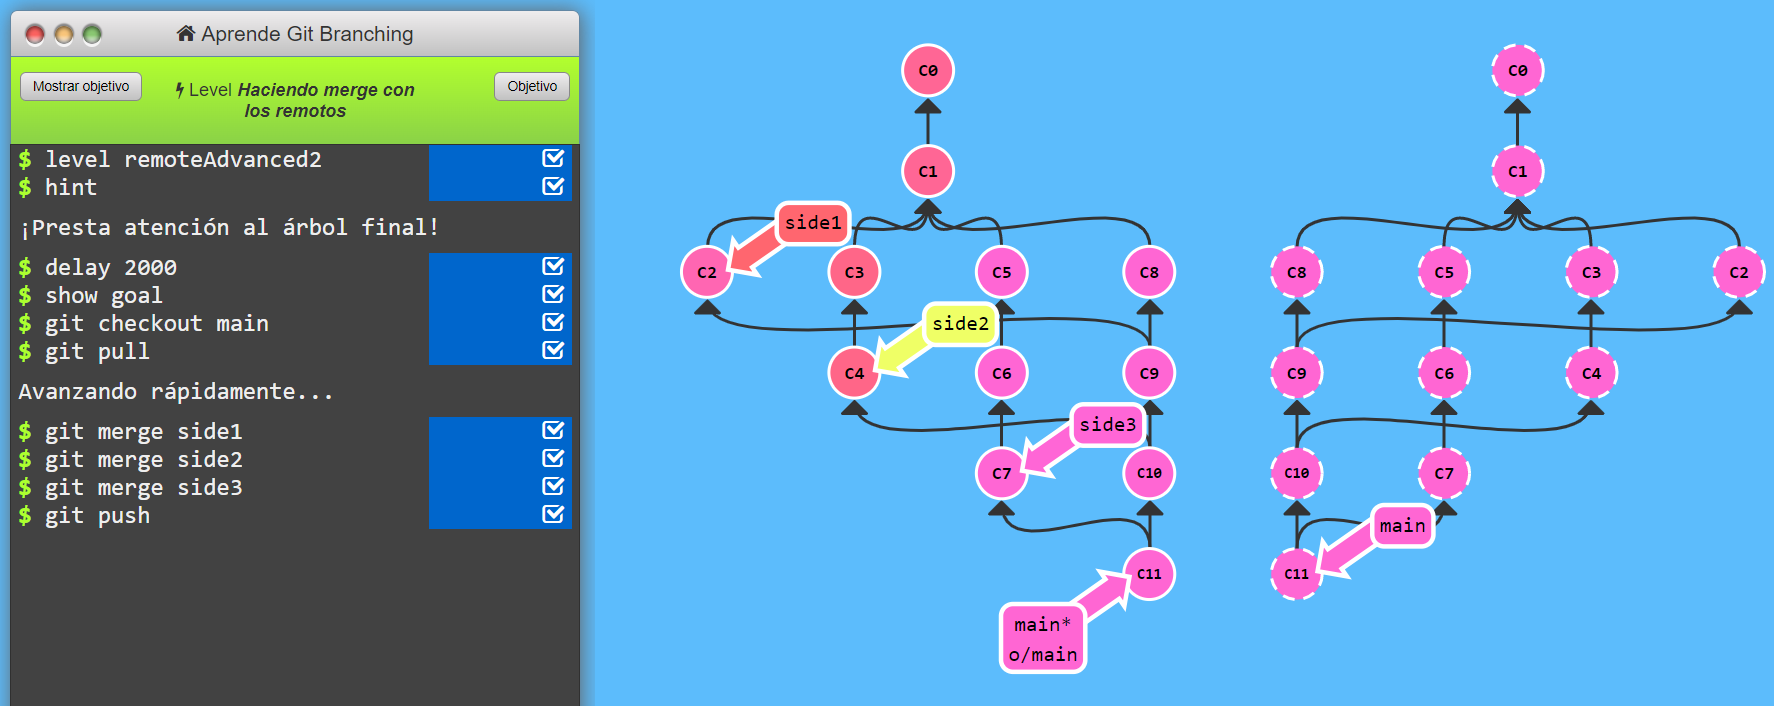 Aprende Git Branching
Mostrar objetivo
Level Haciendo merge con
los remotos
Objetivo
$ level remoteAdvanced2
$ hint
¡Presta atención al árbol final!
$ delay 2000
$ show goal
$ git checkout main
$ git pull
Avanzando rápidamente...
$ git merge side1
$ git merge side2
$ git merge side3
$ git push
C0
C1
side1
C2
C3
C5
C8
side2
C4
C6
C9
side3
C7
C10
C11
main*
o/main
C0
C1
C8
C5
C3
C2
C9
C6
C4
C10
C7
main
C11